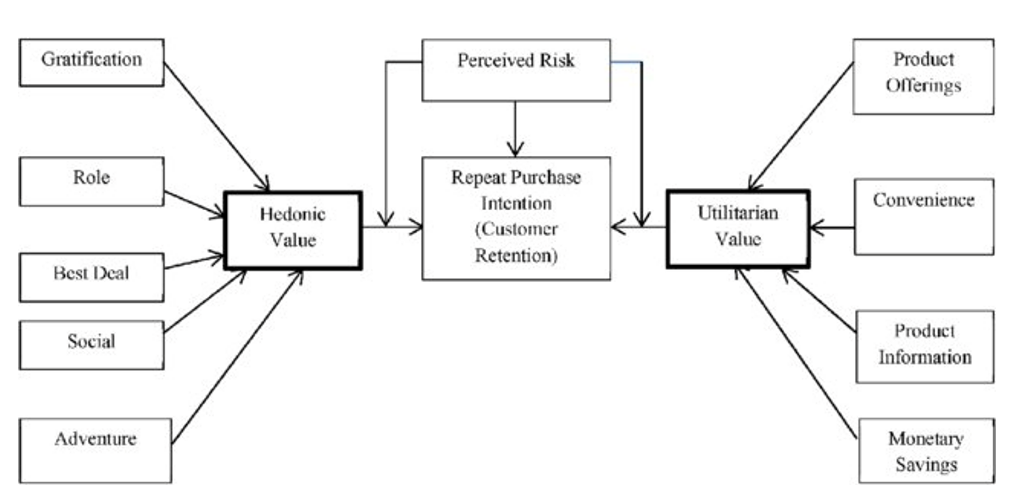 Gratification
Role
Best Deal
Social
Adventure
Hedonic
Value
Perceived Risk
Repeat Purchase
Intention
(Customer
Retention)
Utilitarian
Value
Product
Offerings
Convenience
Product
Information
Monetary
Savings